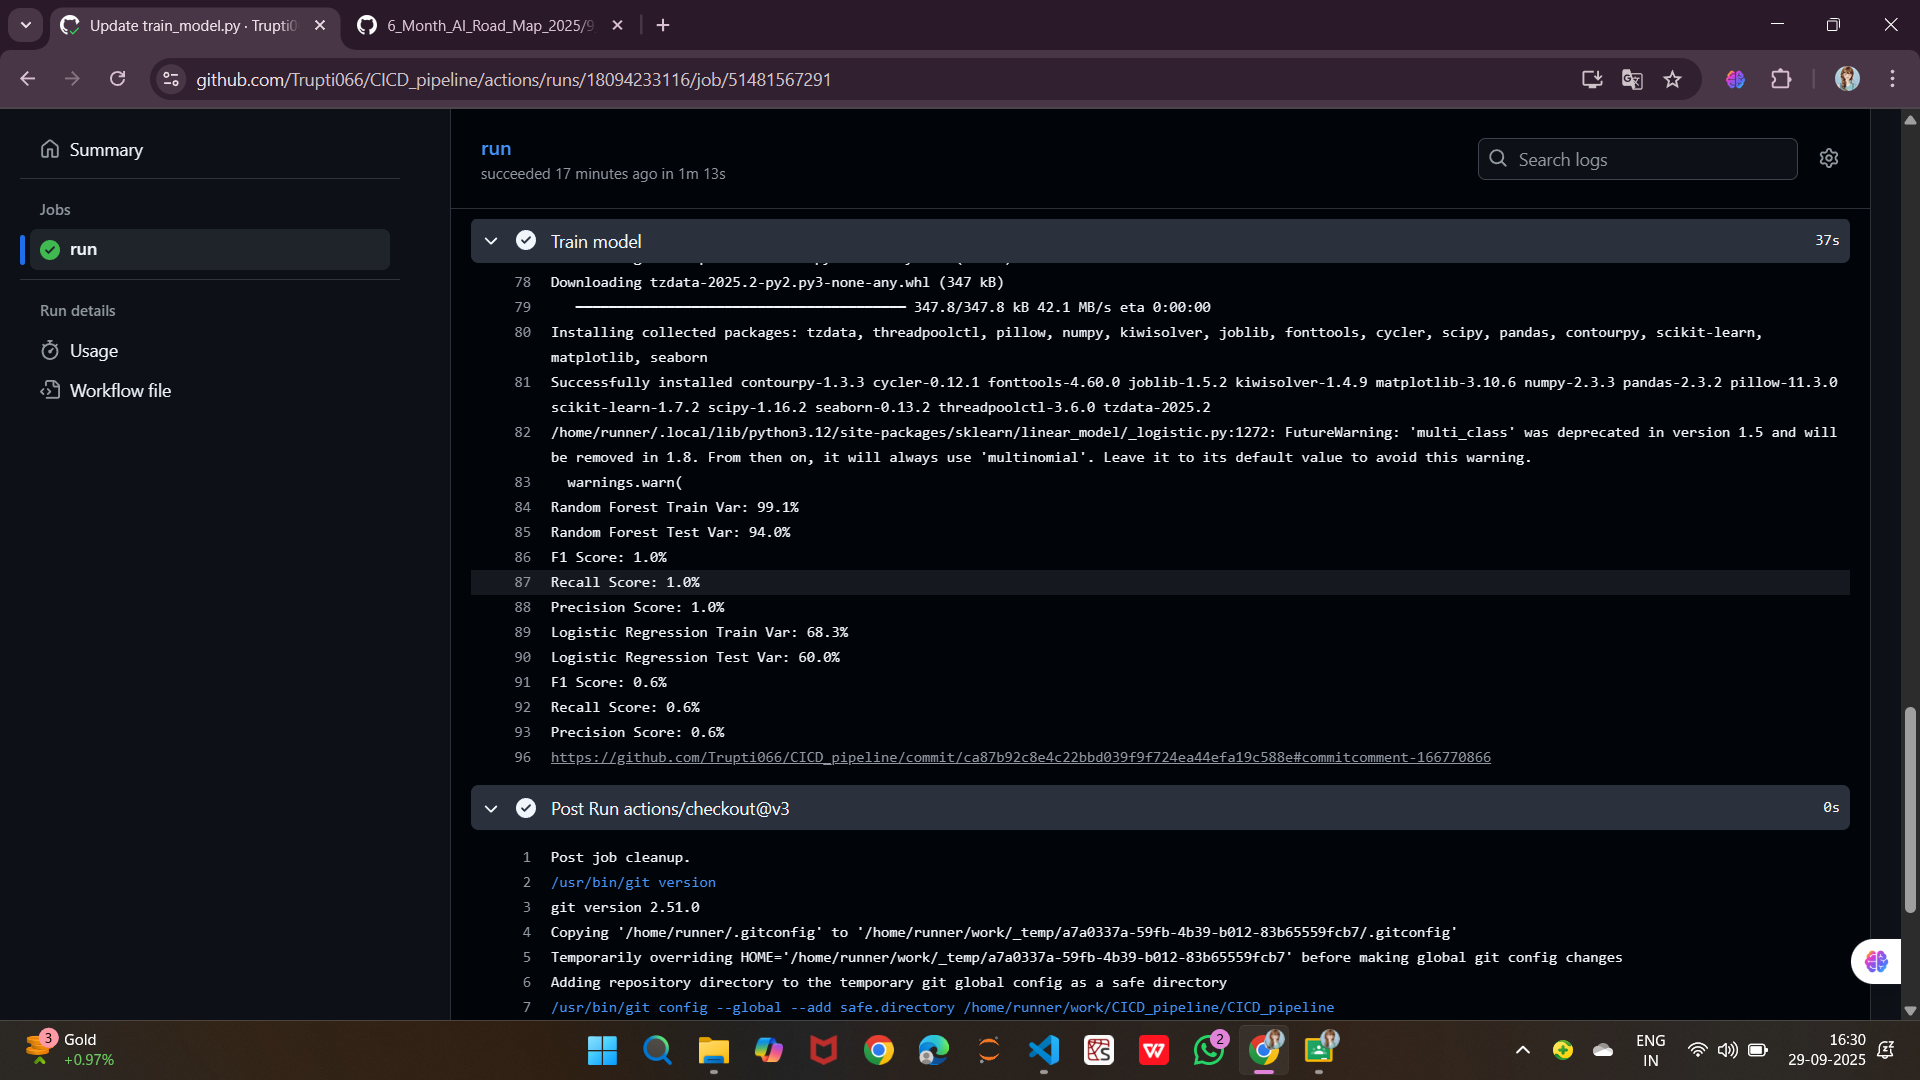 Update train_model.py · Trupti0
6_Month_AI_Road_Map_2025/9
github.com/Trupti066/CICD_pipeline/actions/runs/18094233116/job/51481567291
Summary
Jobs
run
Run details
Usage
Workflow file
run
succeeded 17 minutes ago in 1m 13s
Search logs
Train model
37s
78 Downloading tzdata-2025.2-py2.py3-none-any.whl (347 kB)
79 347.8/347.8 kB 42.1 MB/s eta 0:00:00
80 Installing collected packages: tzdata, threadpoolctl, pillow, numpy, kiwisolver, joblib, fonttools, cycler, scipy, pandas, contourpy, scikit-learn,
matplotlib, seaborn
81 Successfully installed contourpy-1.3.3 cycler-0.12.1 fonttools-4.60.0 joblib-1.5.2 kiwisolver-1.4.9 matplotlib-3.10.6 numpy-2.3.3 pandas-2.3.2 pillow-11.3.0
scikit-learn-1.7.2 scipy-1.16.2 seaborn-0.13.2 threadpoolctl-3.6.0 tzdata-2025.2
82 /home/runner/.local/lib/python3.12/site-packages/sklearn/linear_model/_logistic.py:1272: FutureWarning: 'multi_class' was deprecated in version 1.5 and will
be removed in 1.8. From then on, it will always use 'multinomial'. Leave it to its default value to avoid this warning.
83 warnings.warn(
84 Random Forest Train Var: 99.1%
85 Random Forest Test Var: 94.0%
86 F1 Score: 1.0%
87 Recall Score: 1.0%
88 Precision Score: 1.0%
89 Logistic Regression Train Var: 68.3%
90 Logistic Regression Test Var: 60.0%
91 F1 Score: 0.6%
92 Recall Score: 0.6%
93 Precision Score: 0.6%
96 https://github.com/Trupti066/CICD_pipeline/commit/ca87b92c8e4c22bbd039f9f724ea44efa19c588e#commitcomment-166770866
Post Run actions/checkout@v3
0s
1 Post job cleanup.
2 /usr/bin/git version
3 git version 2.51.0
4 Copying '/home/runner/.gitconfig' to '/home/runner/work/_temp/a7a0337a-59fb-4b39-b012-83b65559fcb7/.gitconfig'
5 Temporarily overriding HOME='/home/runner/work/_temp/a7a0337a-59fb-4b39-b012-83b65559fcb7' before making global git config changes
6 Adding repository directory to the temporary git global config as a safe directory
7 /usr/bin/git config --global --add safe.directory /home/runner/work/CICD_pipeline/CICD_pipeline
3
Gold
+0.97%
2
ENG
IN
16:30
29-09-2025